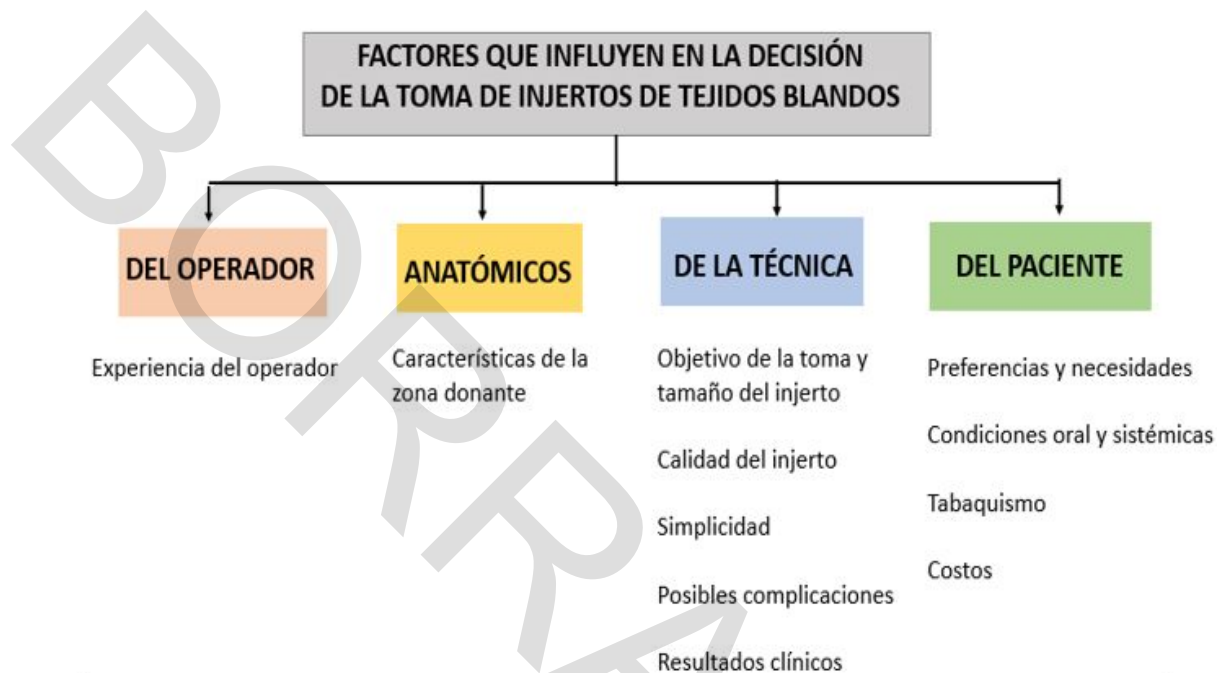 FACTORES QUE INFLUYEN EN LA DECISIÓN
DE LA TOMA DE INJERTOS DE TEJIDOS BLANDOS
DEL OPERADOR
Experiencia del operador
ANATÓMICOS
Características de la
zona donante
DE LA TÉCNICA
Objetivo de la toma y
tamaño del injerto
Calidad del injerto
Simplicidad
Posibles complicaciones
Resultados clínicos
DEL PACIENTE
Preferencias y necesidades
Condiciones oral y sistémicas
Tabaquismo
Costos